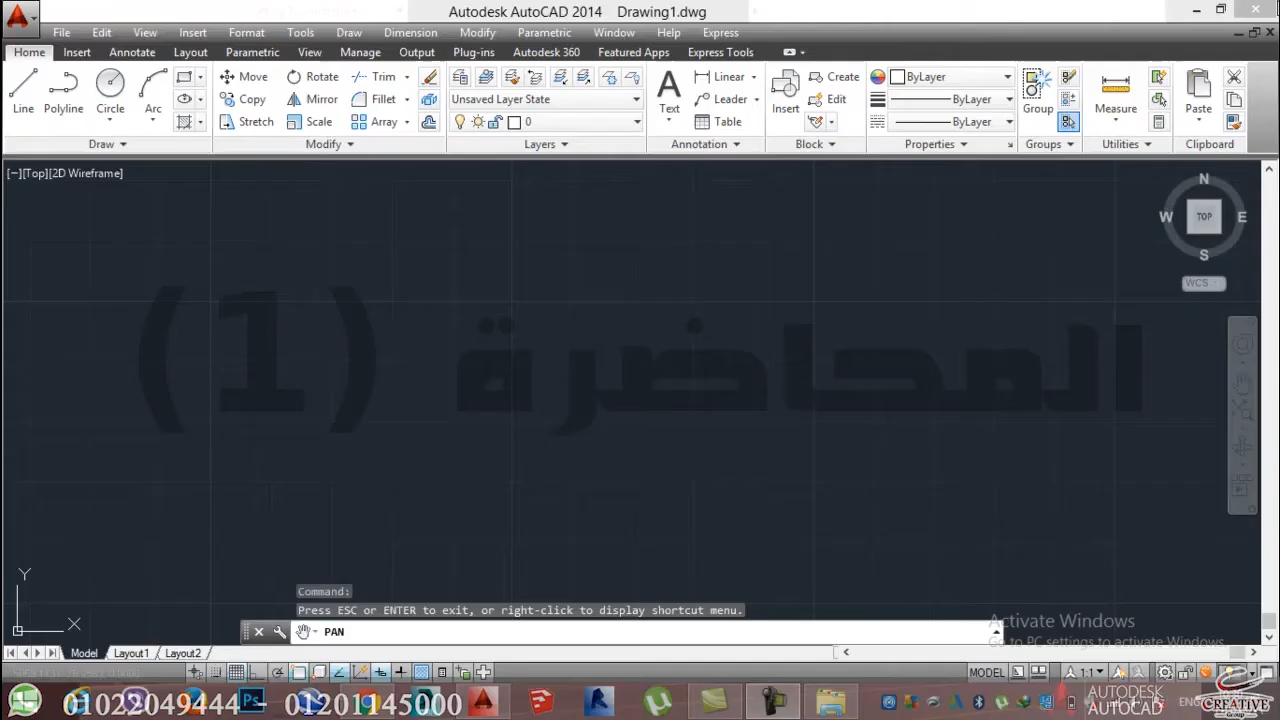 Autodesk AutoCAD 2014 Drawing1.dwg
File Edit View Insert Format Tools Draw Dimension Modify Parametric Window Help Express
Home Insert Annotate Layout Parametric View Manage Output Plug-ins Autodesk 360 Featured Apps Express Tools
Move Rotate Trim Linear Create ByLayer
Copy Mirror Fillet Unsaved Layer State Leader Edit ByLayer
Line Polyline Circle Arc Text Insert Group Measure Paste
Stretch Scale Array 0 Table ByLayer
Draw Modify Layers Annotation Block Properties Groups Utilities Clipboard
[−][Top][2D Wireframe]
N
W TOP E
S
WCS
المحاضرة (1)
Y
X
Command:
Press ESC or ENTER to exit, or right-click to display shortcut menu.
PAN
Activate Windows
Go to PC settings to activate Windows.
Model Layout1 Layout2
MODEL 1:1
01022049444 - 01201145000
AUTODESK
AUTOCAD
ENG
CREATIVE
Group